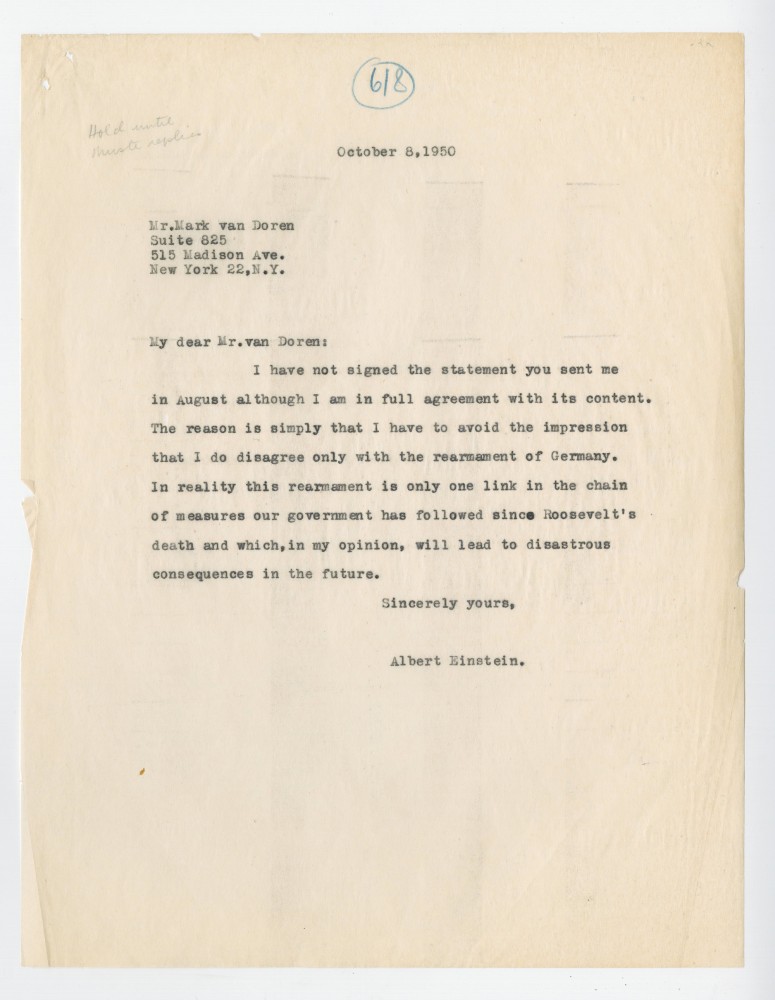 618
Hold until
Muste replies
October 8,1950
Mr.Mark van Doren
Suite 825
515 Madison Ave.
New York 22,N.Y.
My dear Mr.van Doren:
I have not signed the statement you sent me
in August although I am in full agreement with its content.
The reason is simply that I have to avoid the impression
that I do disagree only with the rearmament of Germany.
In reality this rearmament is only one link in the chain
of measures our government has followed since Roosevelt's
death and which,in my opinion, will lead to disastrous
consequences in the future.
Sincerely yours,
Albert Einstein.